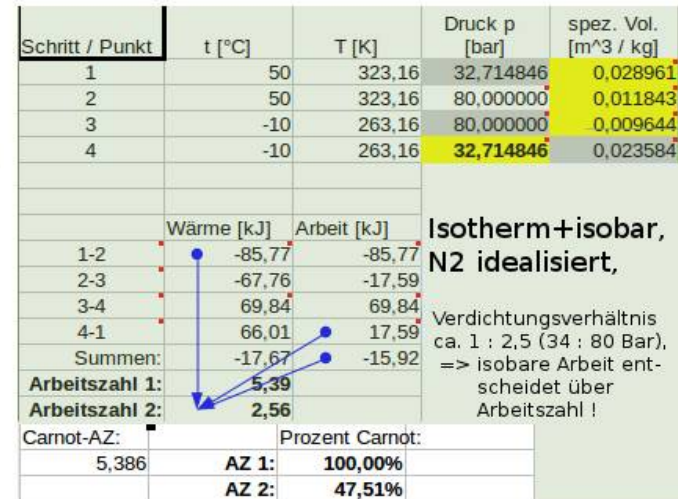 Druck p spez. Vol.
Schritt / Punkt t [°C] T [K] [bar] [m^3 / kg]
1 50 323,16 32,714846 0,028961
2 50 323,16 80,000000 0,011843
3 -10 263,16 80,000000 0,009644
4 -10 263,16 32,714846 0,023584
Wärme [kJ] Arbeit [kJ]
1-2 -85,77 -85,77
2-3 -67,76 -17,59
3-4 69,84 69,84
4-1 66,01 17,59
Summen: -17,67 -15,92
Arbeitszahl 1: 5,39
Arbeitszahl 2: 2,56
Isotherm+isobar,
N2 idealisiert,
Verdichtungsverhältnis
ca. 1 : 2,5 (34 : 80 Bar),
=> isobare Arbeit ent-
scheidet über
Arbeitszahl !
Carnot-AZ: Prozent Carnot:
5,386 AZ 1: 100,00%
AZ 2: 47,51%